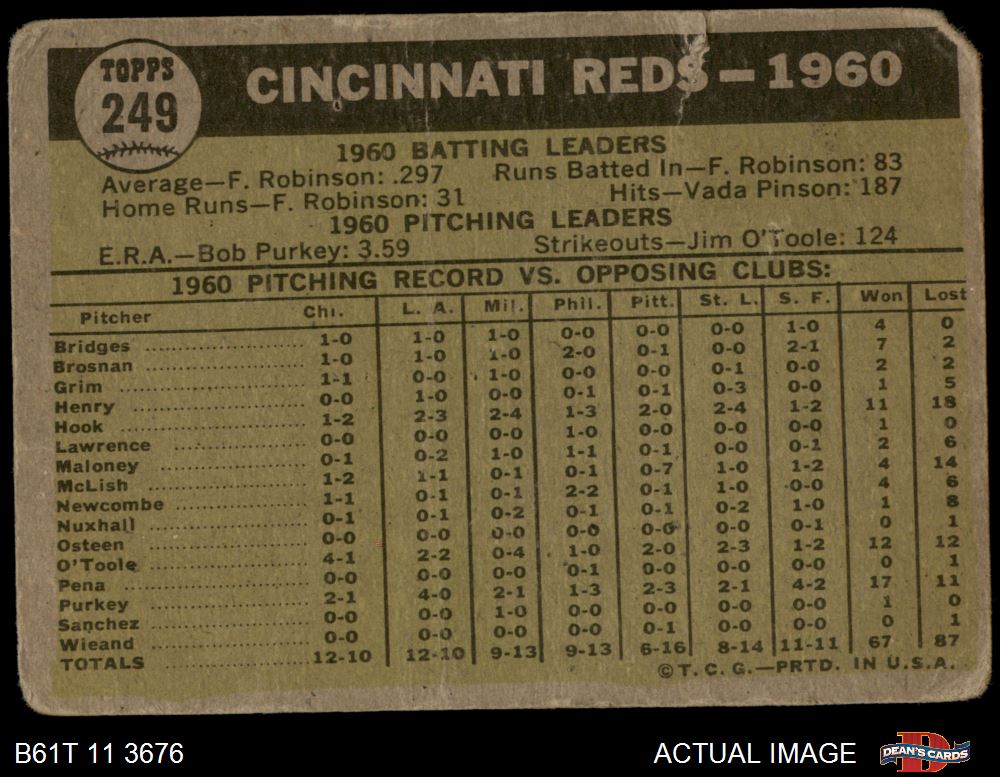 TOPPS
249
CINCINNATI REDS—1960
1960 BATTING LEADERS
Average—F. Robinson: .297 Runs Batted In—F. Robinson: 83
Home Runs—F. Robinson: 31 Hits—Vada Pinson: 187
1960 PITCHING LEADERS
E.R.A.—Bob Purkey: 3.59 Strikeouts—Jim O'Toole: 124
1960 PITCHING RECORD VS. OPPOSING CLUBS:
Pitcher Chi. L. A. Mil. Phil. Pitt. St. L. S. F. Won Lost
Bridges 1-0 1-0 1-0 0-0 0-0 0-0 1-0 4 0
Brosnan 1-0 1-0 1-0 2-0 0-1 0-0 2-1 7 2
Grim 1-1 0-0 1-0 0-0 0-0 0-1 0-0 2 2
Henry 0-0 1-0 0-0 0-1 0-1 0-3 0-0 1 5
Hook 1-2 2-3 2-4 1-3 2-0 2-4 1-2 11 18
Lawrence 0-0 0-0 0-0 1-0 0-0 0-0 0-0 1 0
Maloney 0-1 0-2 1-0 1-1 0-1 0-0 0-1 2 6
McLish 1-2 1-1 0-1 0-1 0-7 1-0 1-2 4 14
Newcombe 1-1 0-1 0-1 2-2 0-1 1-0 0-0 4 6
Nuxhall 0-1 0-1 0-2 0-1 0-1 0-2 1-0 1 8
Osteen 0-0 0-0 0-0 0-0 0-0 0-0 0-1 0 1
O'Toole 4-1 2-2 0-4 1-0 2-0 2-3 1-2 12 12
Pena 0-0 0-0 0-0 0-1 0-0 0-0 0-0 0 1
Purkey 2-1 4-0 2-1 1-3 2-3 2-1 4-2 17 11
Sanchez 0-0 0-0 1-0 0-0 0-0 0-0 0-0 1 0
Wieand 0-0 0-0 0-0 0-0 0-1 0-0 0-0 0 1
TOTALS 12-10 12-10 9-13 9-13 6-16 8-14 11-11 67 87
©T.C.G.—PRTD. IN U.S.A.
B61T 11 3676 ACTUAL IMAGE DEAN'S CARDS